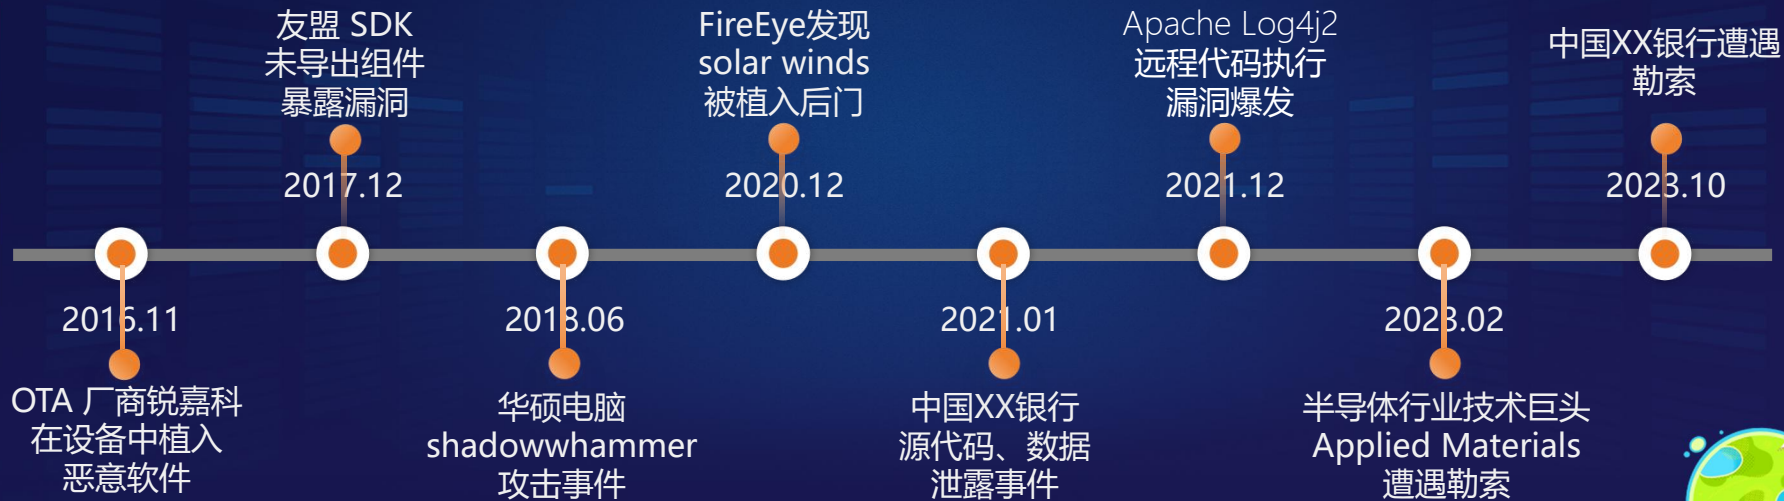 友盟 SDK
未导出组件
暴露漏洞
2017.12
FireEye发现
solar winds
被植入后门
2020.12
Apache Log4j2
远程代码执行
漏洞爆发
2021.12
中国XX银行遭遇
勒索
2023.10
2016.11
OTA 厂商锐嘉科
在设备中植入
恶意软件
2018.06
华硕电脑
shadowwhammer
攻击事件
2021.01
中国XX银行
源代码、数据
泄露事件
2023.02
半导体行业技术巨头
Applied Materials
遭遇勒索